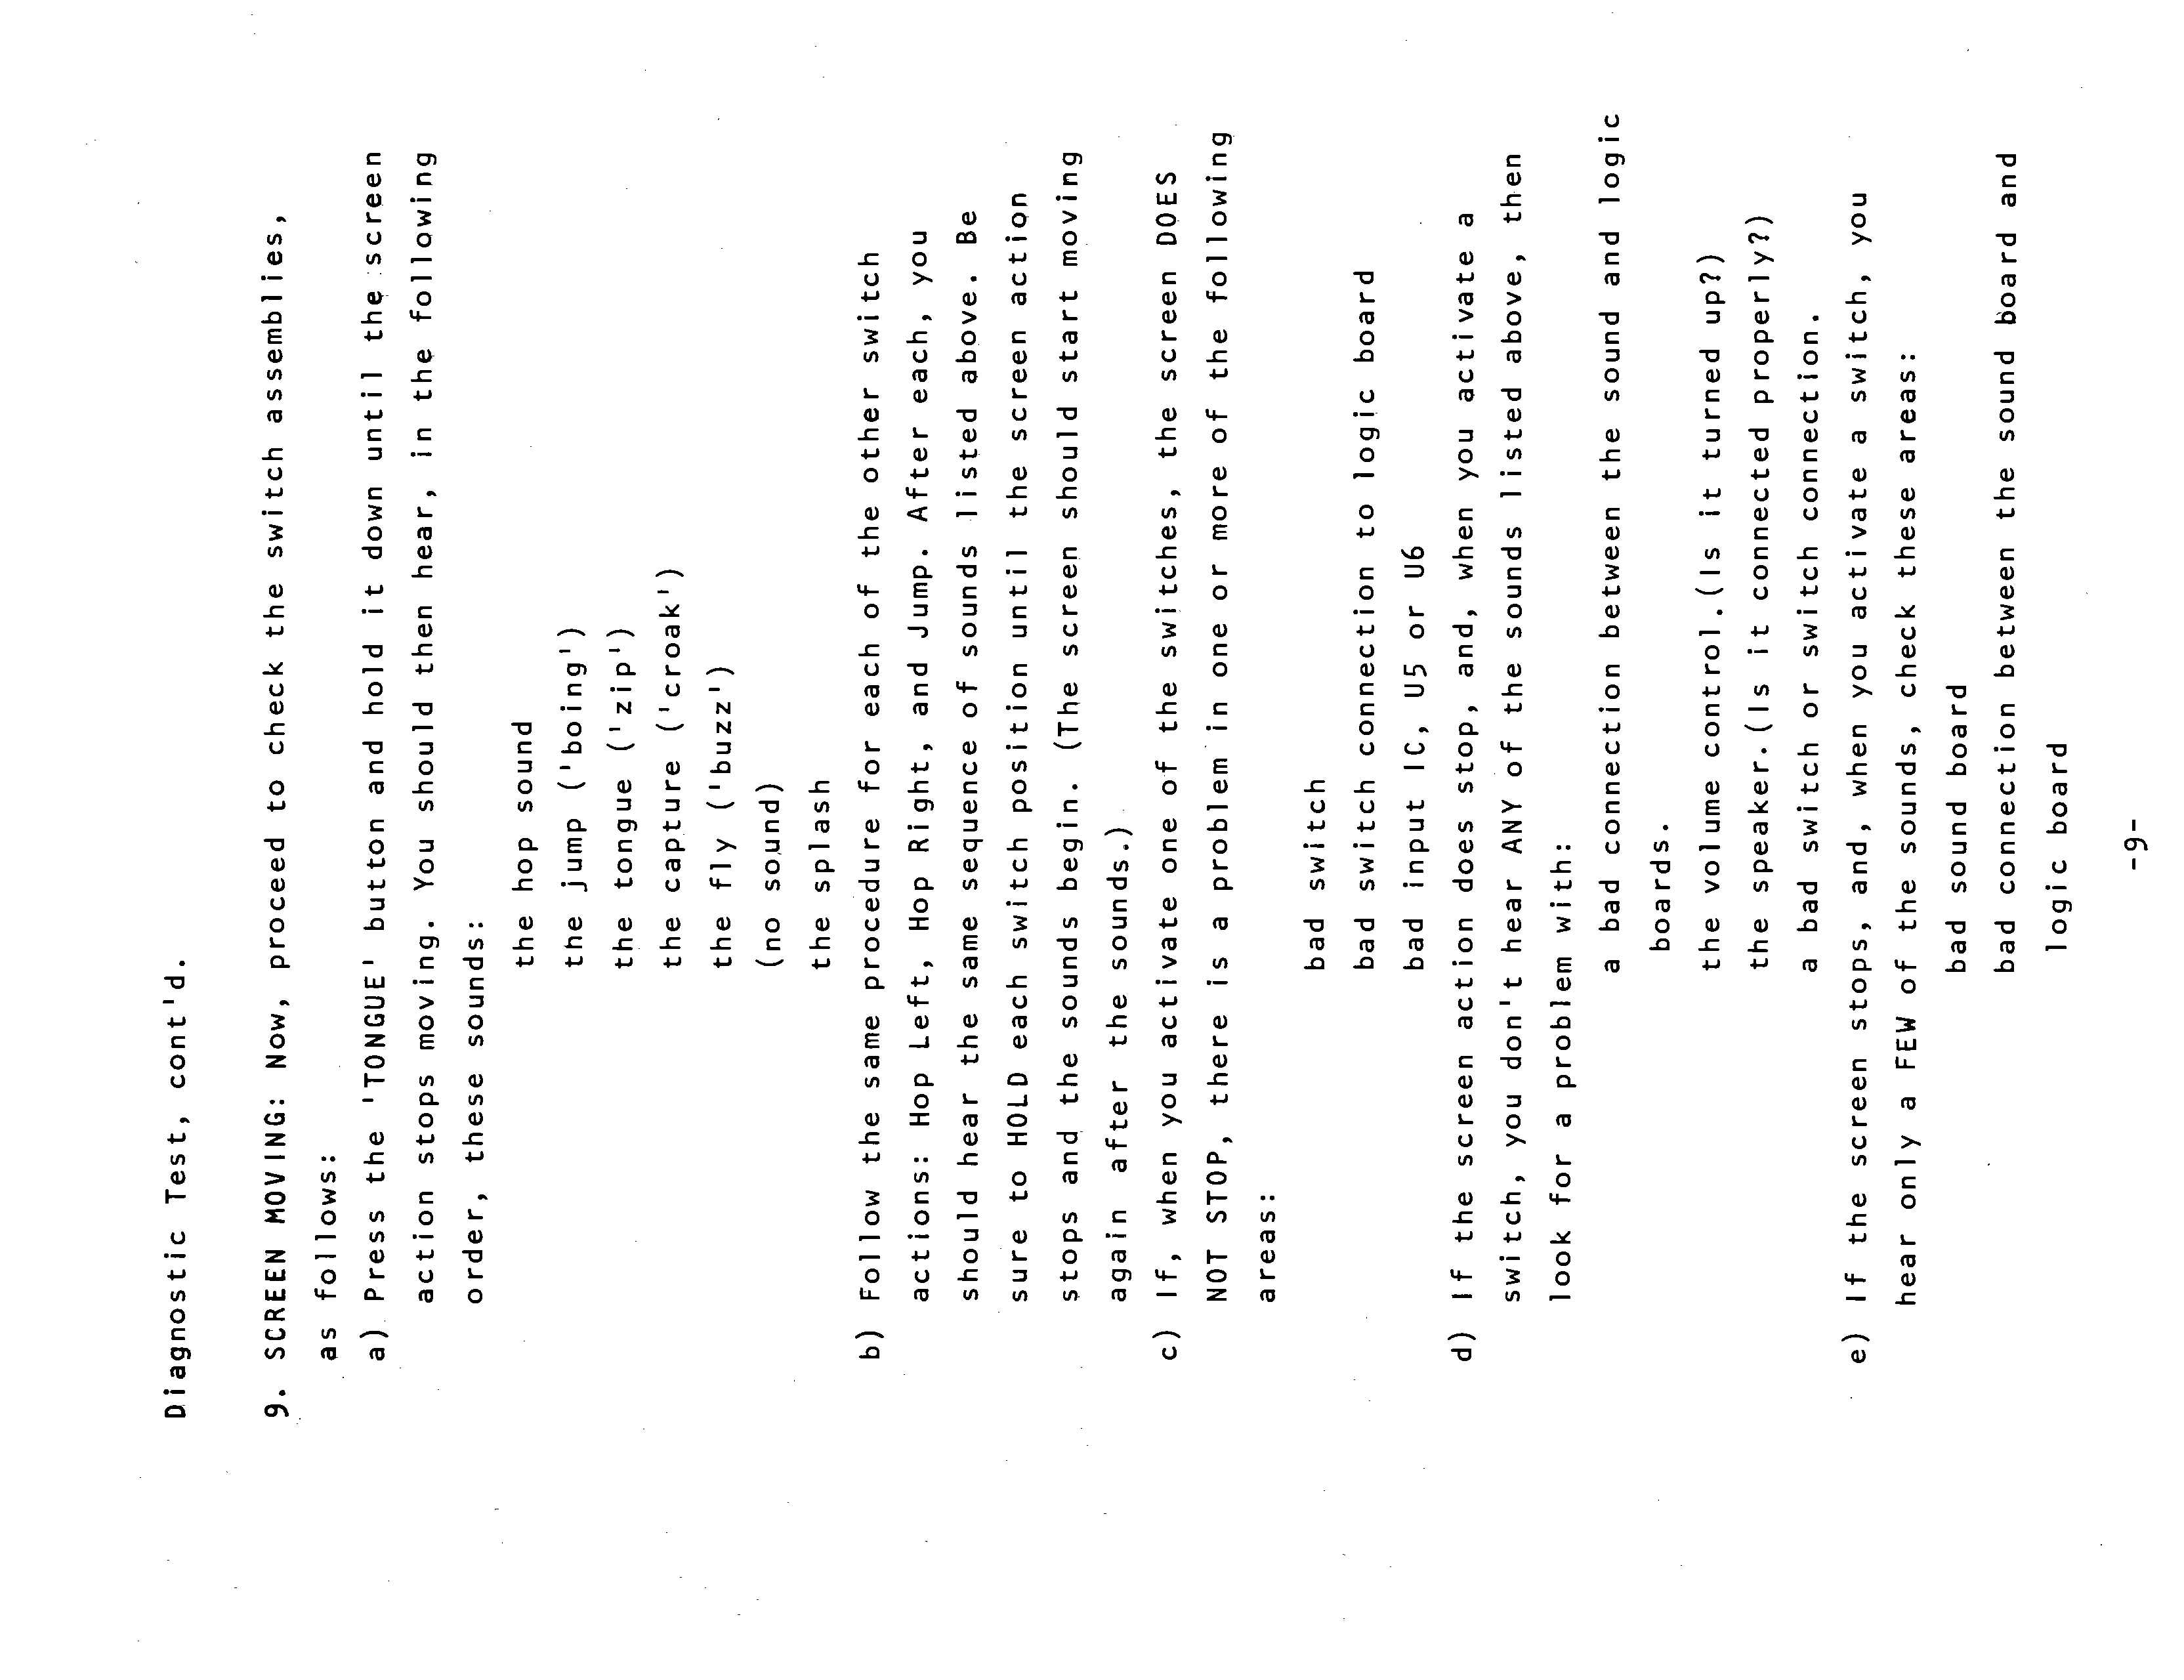 Diagnostic Test, cont'd.
9. SCREEN MOVING: Now, proceed to check the switch assemblies,
as follows:
a) Press the 'TONGUE' button and hold it down until the screen
action stops moving. You should then hear, in the following
order, these sounds:
the hop sound
the jump ('boing')
the tongue ('zip')
the capture ('croak')
the fly ('buzz')
(no sound)
the splash
b) Follow the same procedure for each of the other switch
actions: Hop Left, Hop Right, and Jump. After each, you
should hear the same sequence of sounds listed above. Be
sure to HOLD each switch position until the screen action
stops and the sounds begin. (The screen should start moving
again after the sounds.)
c) If, when you activate one of the switches, the screen DOES
NOT STOP, there is a problem in one or more of the following
areas:
bad switch
bad switch connection to logic board
bad input IC, U5 or U6
d) If the screen action does stop, and, when you activate a
switch, you don't hear ANY of the sounds listed above, then
look for a problem with:
a bad connection between the sound and logic
boards.
the volume control.(Is it turned up?)
the speaker.(Is it connected properly?)
a bad switch or switch connection.
e) If the screen stops, and, when you activate a switch, you
hear only a FEW of the sounds, check these areas:
bad sound board
bad connection between the sound board and
logic board
-9-